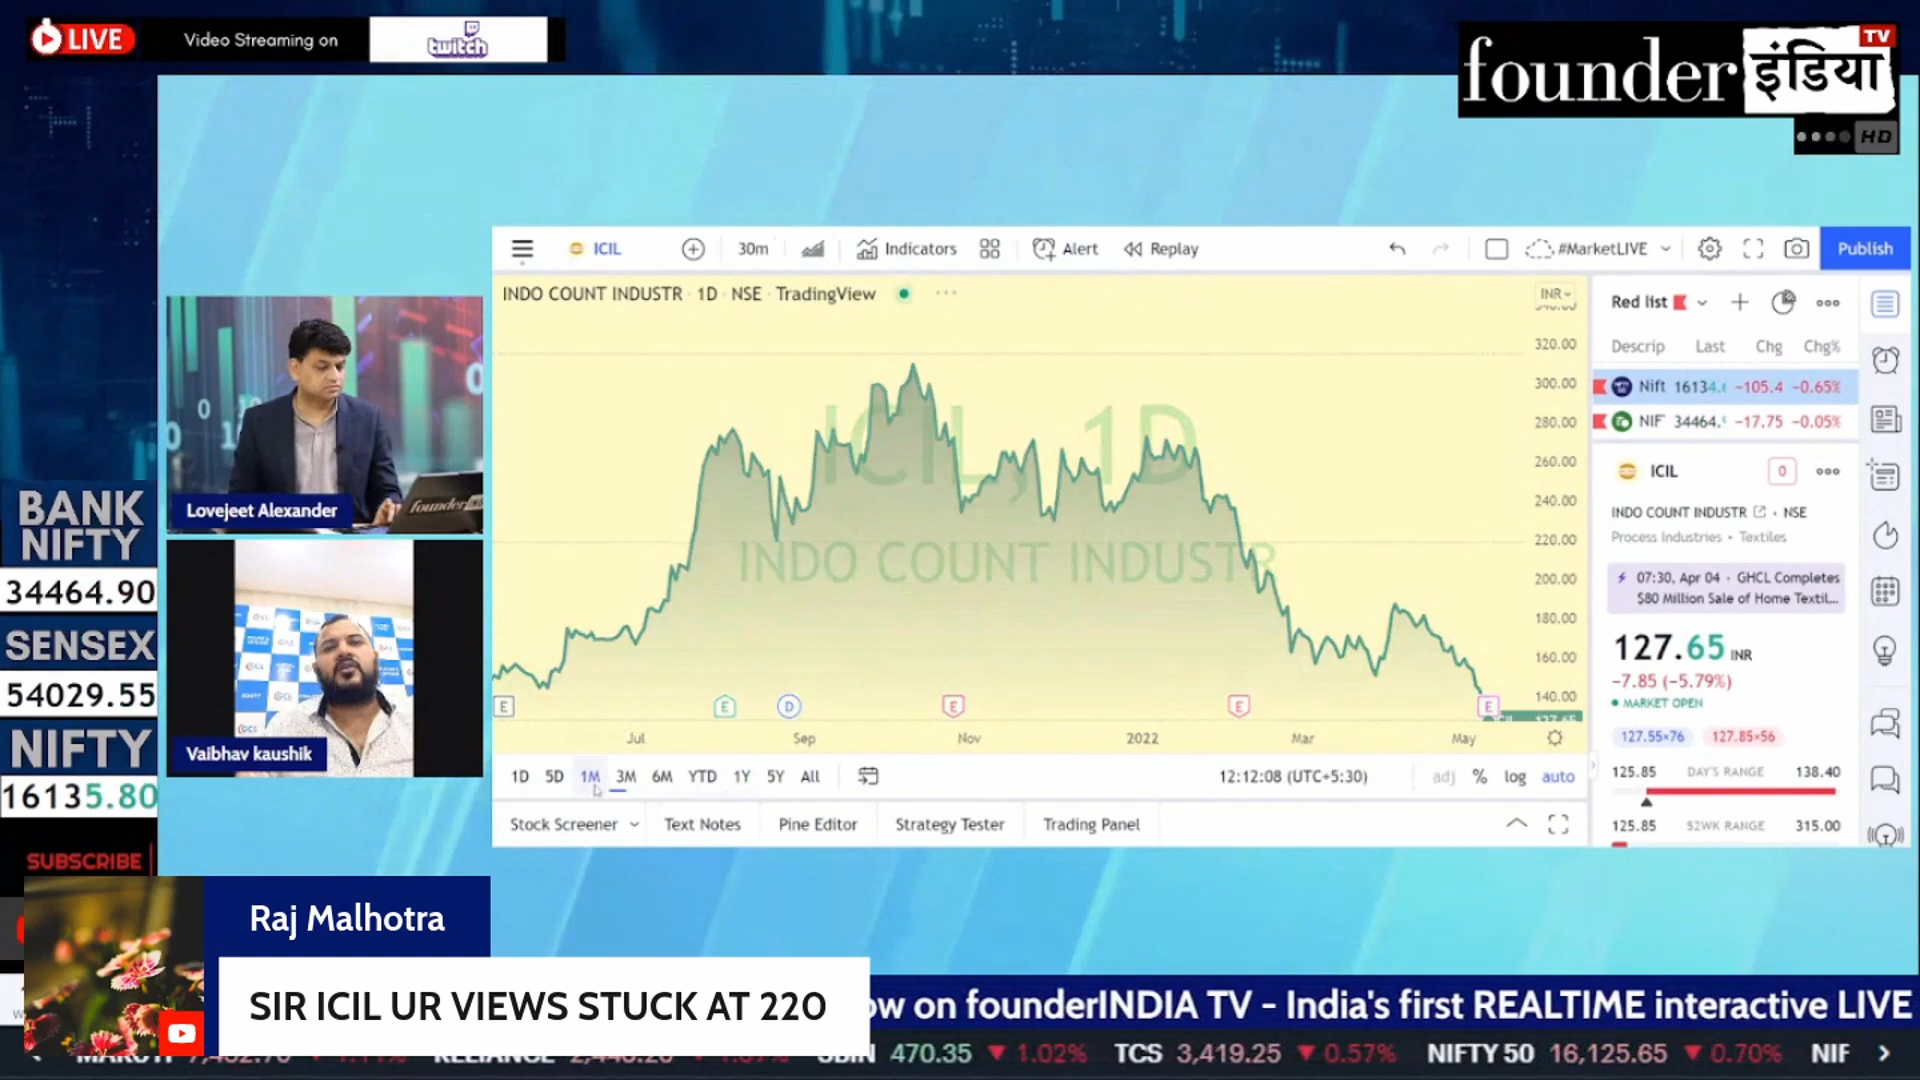 LIVE
Video Streaming on
twitch
founder इंडिया TV
HD
ICIL
30m
Indicators
Alert
Replay
#MarketLIVE
Publish
INDO COUNT INDUSTR · 1D · NSE · TradingView
INR
ICIL, 1D
INDO COUNT INDUSTR
320.00
300.00
280.00
260.00
240.00
220.00
200.00
180.00
160.00
140.00
127.65
E
E
D
E
E
E
Jul
Sep
Nov
2022
Mar
May
1D 5D 1M 3M 6M YTD 1Y 5Y All
12:12:08 (UTC+5:30)
adj % log auto
Stock Screener
Text Notes
Pine Editor
Strategy Tester
Trading Panel
Red list
Descrip Last Chg Chg%
Nift 16134. −105.4 −0.65%
NIF 34464. −17.75 −0.05%
ICIL
0
INDO COUNT INDUSTR · NSE
Process Industries • Textiles
07:30, Apr 04 · GHCL Completes
$80 Million Sale of Home Textil...
127.65 INR
−7.85 (−5.79%)
MARKET OPEN
127.55×76
127.85×56
125.85 DAY'S RANGE 138.40
125.85 52WK RANGE 315.00
founder
Lovejeet Alexander
Vaibhav kaushik
BANK
NIFTY
34464.90
SENSEX
54029.55
NIFTY
16135.80
SUBSCRIBE
Raj Malhotra
SIR ICIL UR VIEWS STUCK AT 220
ow on founderINDIA TV - India's first REALTIME interactive LIVE
RELIANCE
470.35 ▼ 1.02% TCS 3,419.25 ▼ 0.57% NIFTY 50 16,125.65 ▼ 0.70% NIF